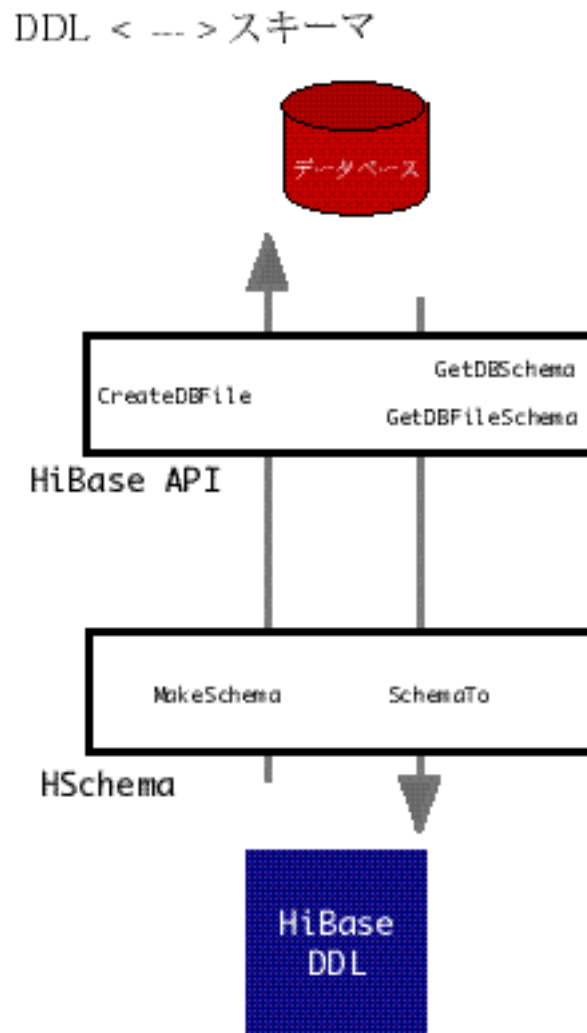 DDL < --- > スキーマ
データベース
GetDBSchema
CreateDBFile
GetDBFileSchema
HiBase API
MakeSchema
SchemaTo
HSchema
HiBase
DDL